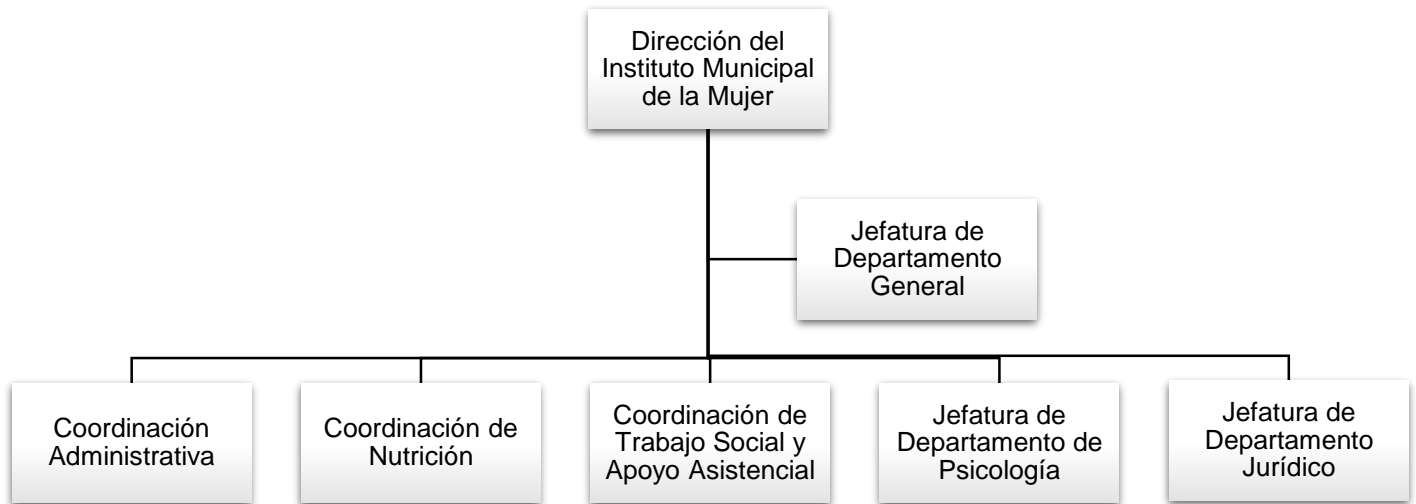 Dirección del
Instituto Municipal
de la Mujer
Jefatura de
Departamento
General
Coordinación
Administrativa
Coordinación de
Nutrición
Coordinación de
Trabajo Social y
Apoyo Asistencial
Jefatura de
Departamento de
Psicología
Jefatura de
Departamento
Jurídico